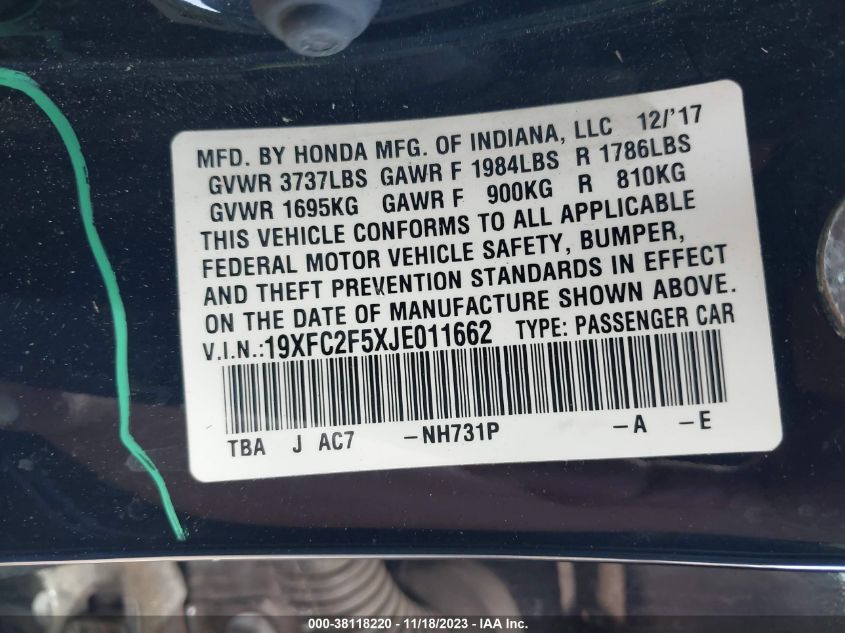 MFD. BY HONDA MFG. OF INDIANA, LLC 12/'17
GVWR 3737LBS GAWR F 1984LBS R 1786LBS
GVWR 1695KG GAWR F 900KG R 810KG
THIS VEHICLE CONFORMS TO ALL APPLICABLE
FEDERAL MOTOR VEHICLE SAFETY, BUMPER,
AND THEFT PREVENTION STANDARDS IN EFFECT
ON THE DATE OF MANUFACTURE SHOWN ABOVE.
V.I.N.:19XFC2F5XJE011662 TYPE: PASSENGER CAR
TBA J AC7 -NH731P -A -E
000-38118220 - 11/18/2023 - IAA Inc.